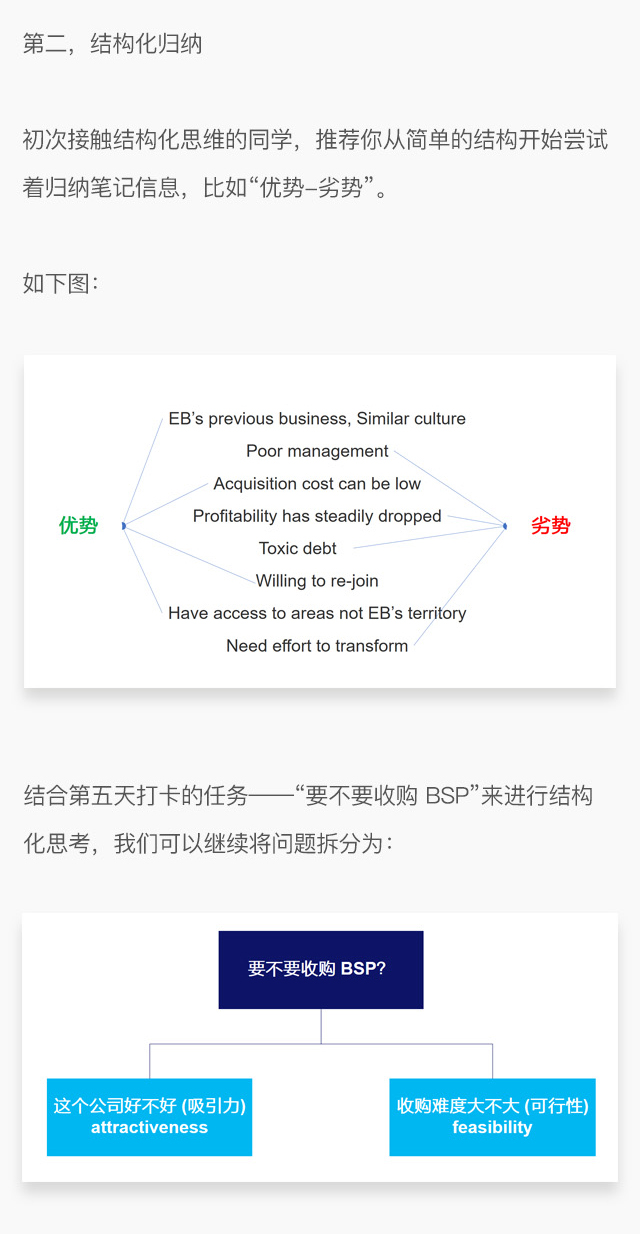 第二，结构化归纳
初次接触结构化思维的同学，推荐你从简单的结构开始尝试
着归纳笔记信息，比如“优势–劣势”。
如下图：
EB’s previous business, Similar culture
Poor management
Acquisition cost can be low
Profitability has steadily dropped
优势
劣势
Toxic debt
Willing to re-join
Have access to areas not EB’s territory
Need effort to transform
结合第五天打卡的任务——“要不要收购 BSP”来进行结构
化思考，我们可以继续将问题拆分为：
要不要收购 BSP?
这个公司好不好 (吸引力)
attractiveness
收购难度大不大 (可行性)
feasibility